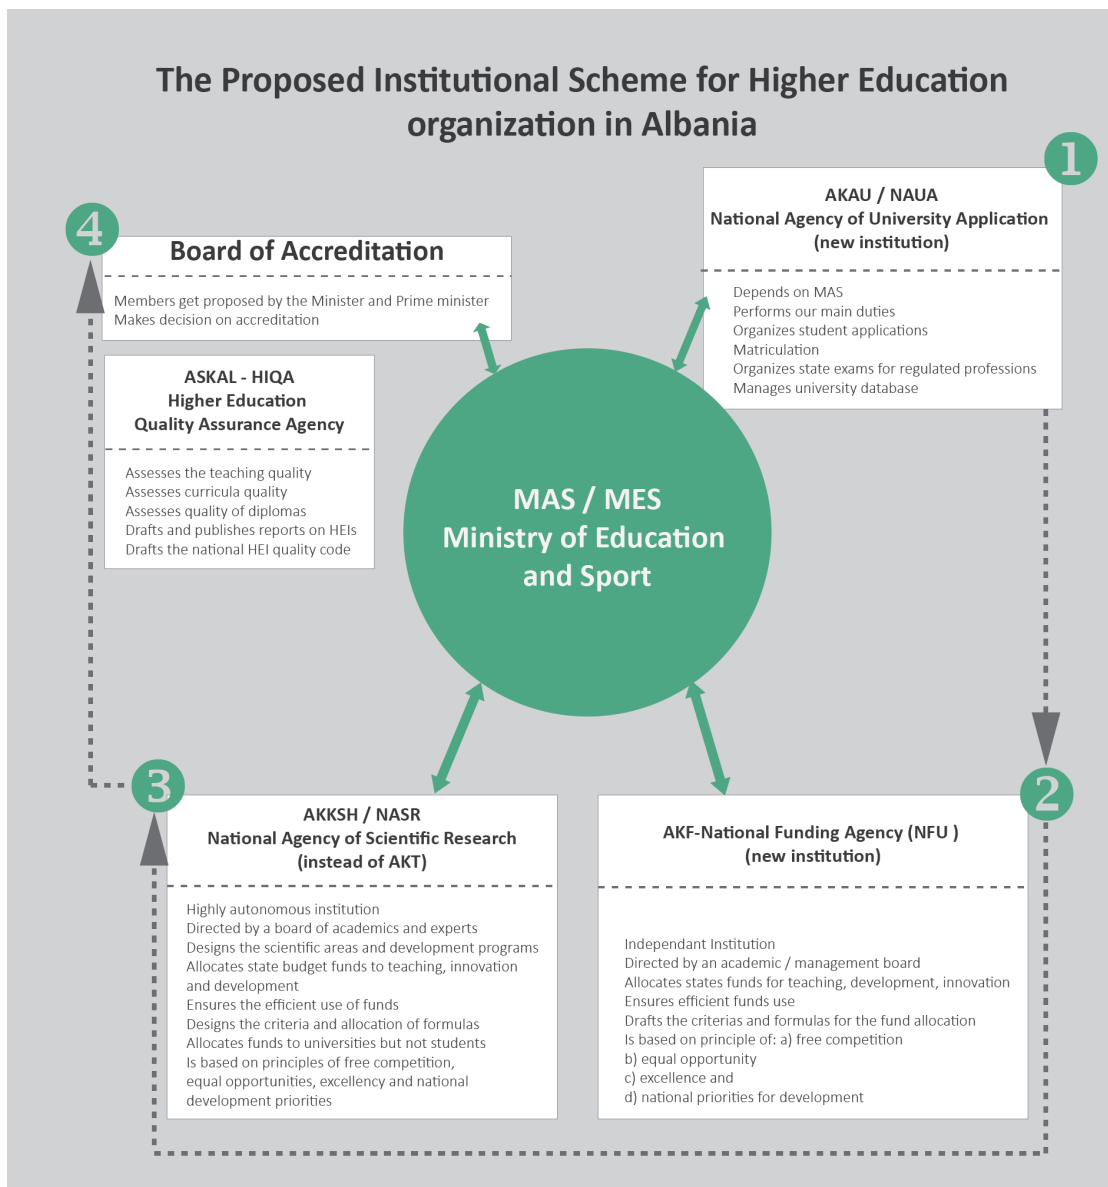 The Proposed Institutional Scheme for Higher Education
organization in Albania
1
AKAU / NAUA
National Agency of University Application
(new institution)
Depends on MAS
Performs our main duties
Organizes student applications
Matriculation
Organizes state exams for regulated professions
Manages university database
4
Board of Accreditation
Members get proposed by the Minister and Prime minister
Makes decision on accreditation
ASKAL - HIQA
Higher Education
Quality Assurance Agency
Assesses the teaching quality
Assesses curricula quality
Assesses quality of diplomas
Drafts and publishes reports on HEIs
Drafts the national HEI quality code
MAS / MES
Ministry of Education
and Sport
3
AKKSH / NASR
National Agency of Scientific Research
(instead of AKT)
Highly autonomous institution
Directed by a board of academics and experts
Designs the scientific areas and development programs
Allocates state budget funds to teaching, innovation
and development
Ensures the efficient use of funds
Designs the criteria and allocation of formulas
Allocates funds to universities but not students
Is based on principles of free competition,
equal opportunities, excellency and national
development priorities
2
AKF-National Funding Agency (NFU )
(new institution)
Independant Institution
Directed by an academic / management board
Allocates states funds for teaching, development, innovation
Ensures efficient funds use
Drafts the criterias and formulas for the fund allocation
Is based on principle of: a) free competition
b) equal opportunity
c) excellence and
d) national priorities for development